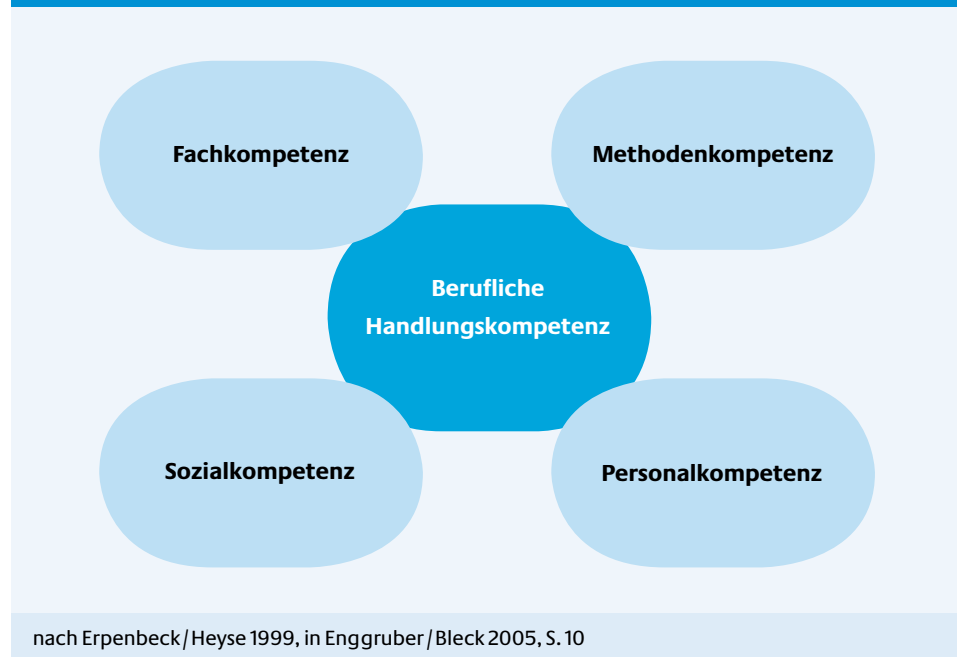 Fachkompetenz
Methodenkompetenz
Berufliche
Handlungskompetenz
Sozialkompetenz
Personalkompetenz
nach Erpenbeck/Heyse 1999, in Enggruber/Bleck 2005, S. 10